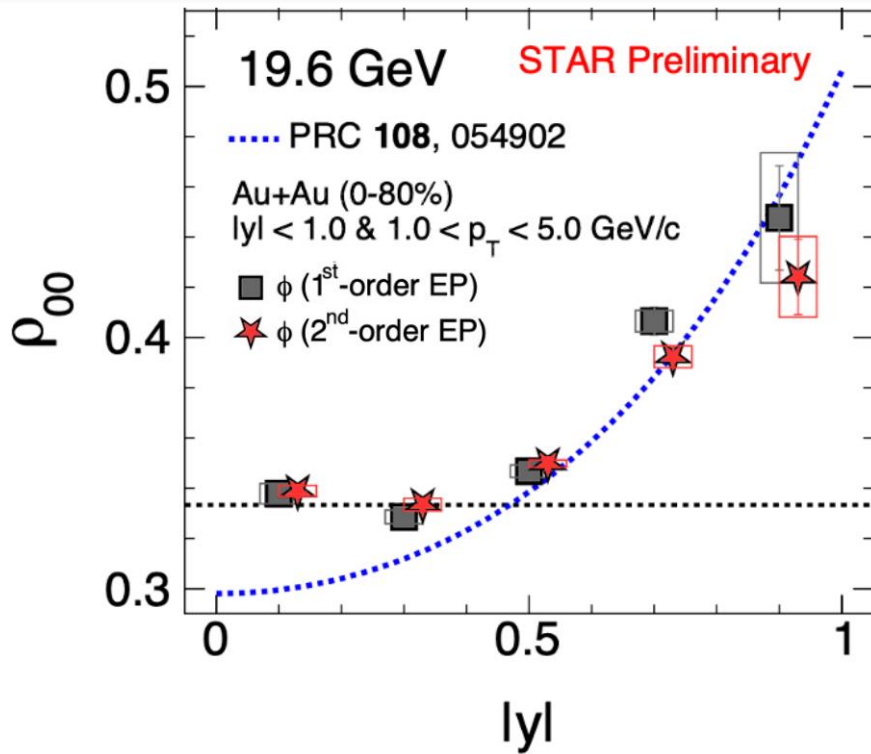 19.6 GeV
STAR Preliminary
PRC 108, 054902
Au+Au (0-80%)
|y| < 1.0 & 1.0 < p_T < 5.0 GeV/c
ϕ (1st-order EP)
ϕ (2nd-order EP)
ρ00
0.5
0.4
0.3
0 0.5 1
|y|